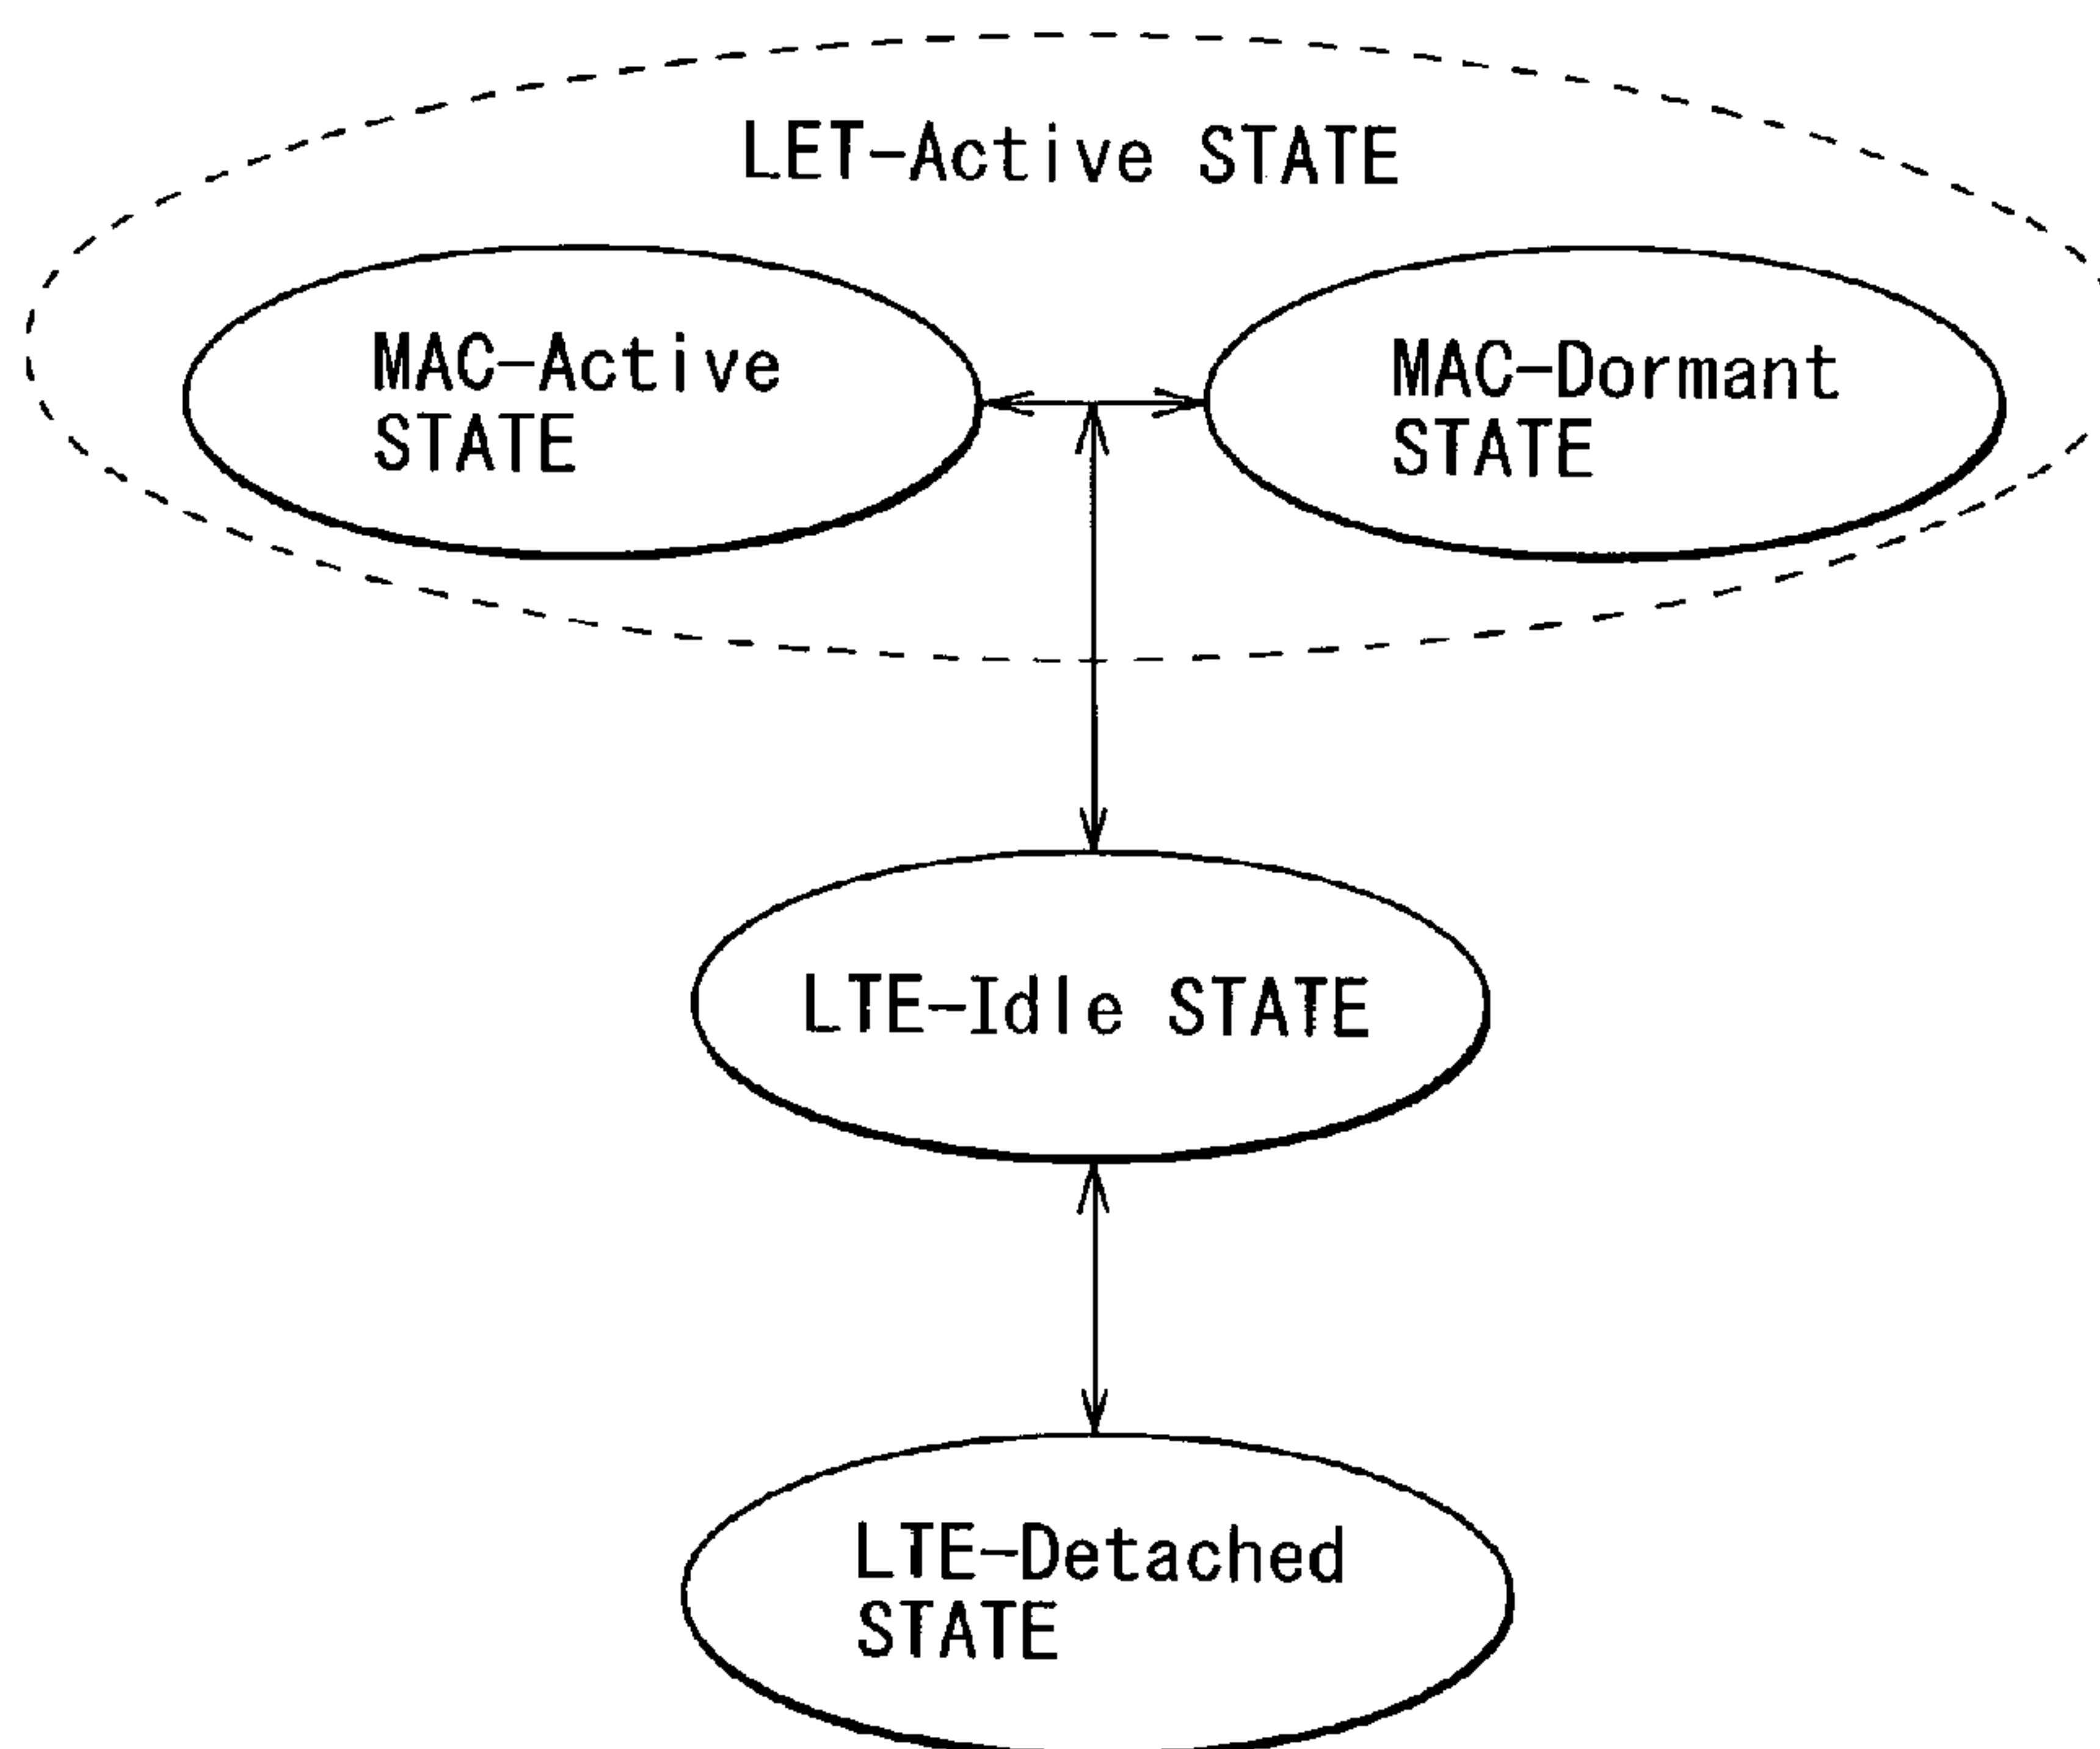 LET-Active STATE
MAC-Active
STATE
MAC-Dormant
STATE
LTE-Idle STATE
LTE-Detached
STATE